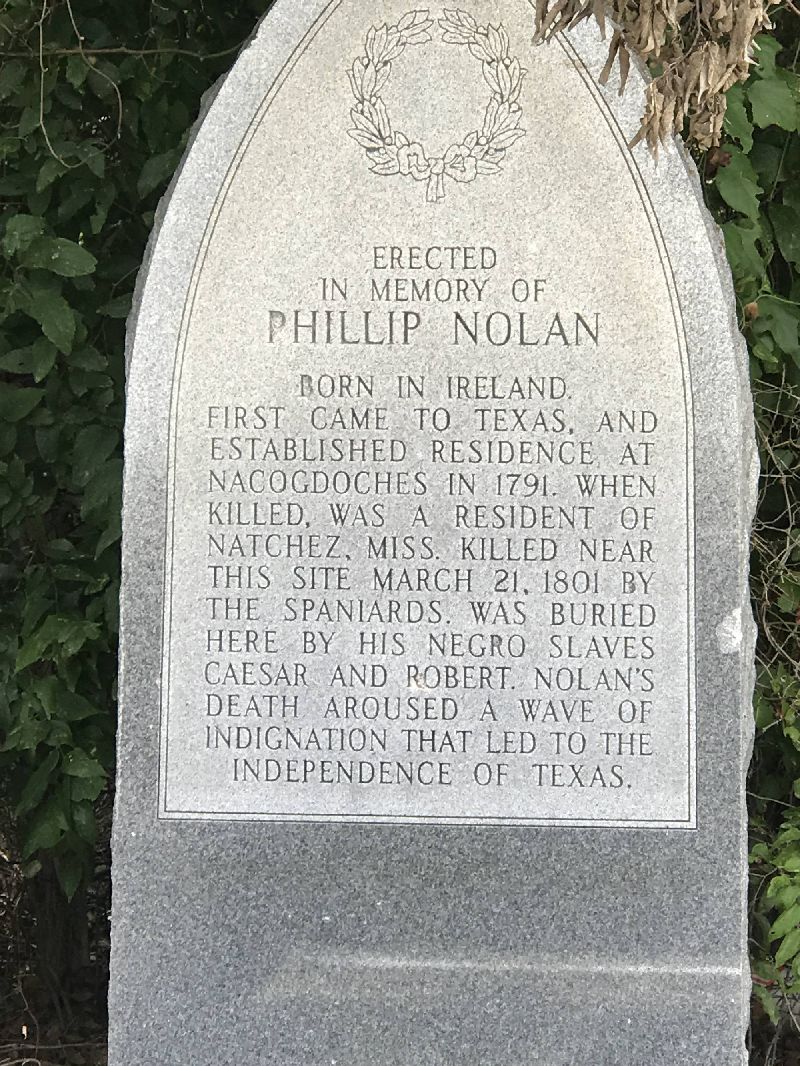 ERECTED
IN MEMORY OF
PHILLIP NOLAN
BORN IN IRELAND.
FIRST CAME TO TEXAS, AND
ESTABLISHED RESIDENCE AT
NACOGDOCHES IN 1791. WHEN
KILLED, WAS A RESIDENT OF
NATCHEZ, MISS. KILLED NEAR
THIS SITE MARCH 21, 1801 BY
THE SPANIARDS. WAS BURIED
HERE BY HIS NEGRO SLAVES
CAESAR AND ROBERT. NOLAN'S
DEATH AROUSED A WAVE OF
INDIGNATION THAT LED TO THE
INDEPENDENCE OF TEXAS.